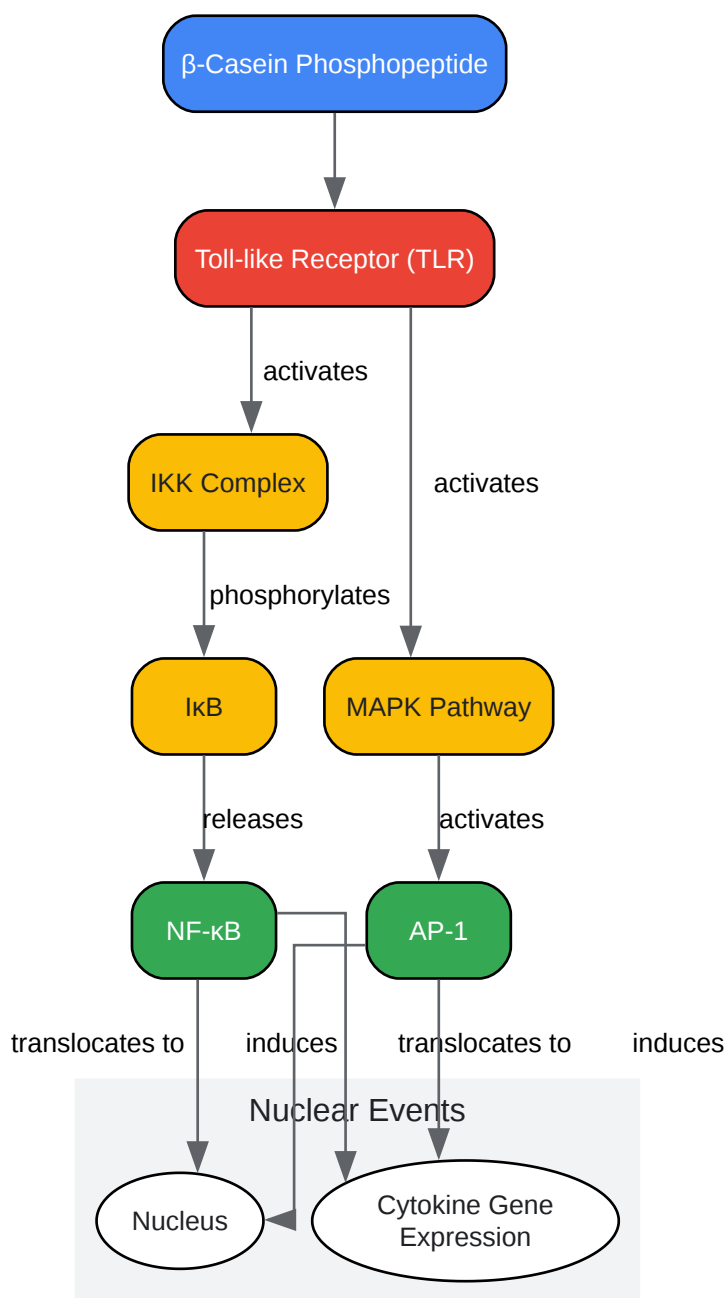 β-Casein Phosphopeptide
Toll-like Receptor (TLR)
activates
IKK Complex
activates
phosphorylates
IκB
MAPK Pathway
releases
activates
NF-κB
AP-1
translocates to
induces
translocates to
induces
Nuclear Events
Nucleus
Cytokine Gene
Expression